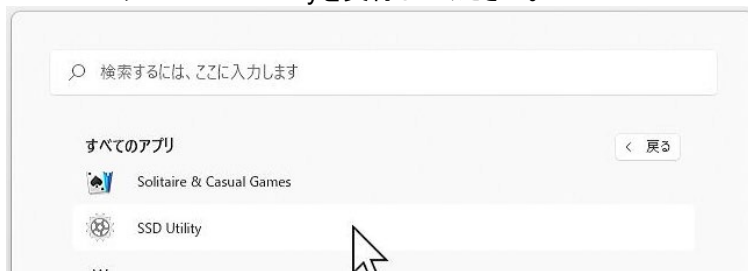 検索するには、ここに入力します
すべてのアプリ
< 戻る
Solitaire & Casual Games
SSD Utility